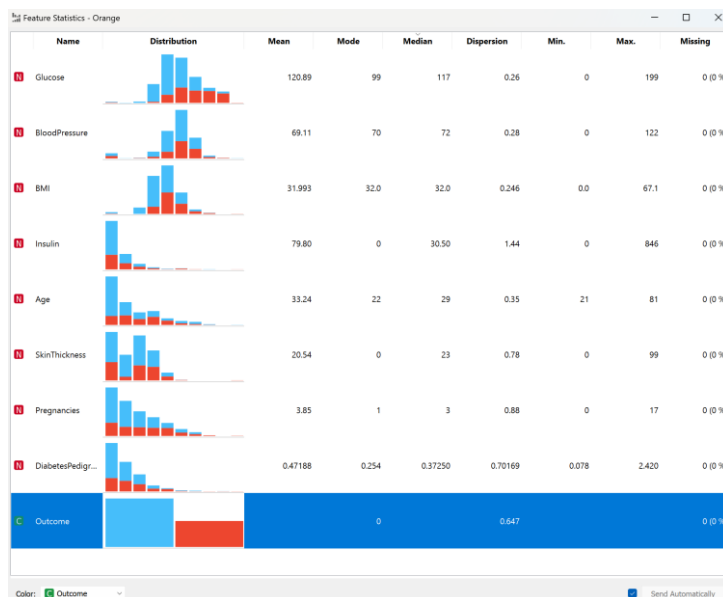 Feature Statistics - Orange
Name Distribution Mean Mode Median Dispersion Min. Max. Missing
N Glucose 120.89 99 117 0.26 0 199 0 (0 %
N BloodPressure 69.11 70 72 0.28 0 122 0 (0 %
N BMI 31.993 32.0 32.0 0.246 0.0 67.1 0 (0 %
N Insulin 79.80 0 30.50 1.44 0 846 0 (0 %
N Age 33.24 22 29 0.35 21 81 0 (0 %
N SkinThickness 20.54 0 23 0.78 0 99 0 (0 %
N Pregnancies 3.85 1 3 0.88 0 17 0 (0 %
N DiabetesPedigr... 0.47188 0.254 0.37250 0.70169 0.078 2.420 0 (0 %
C Outcome 0 0.647 0 (0 %
Color: C Outcome Send Automatically